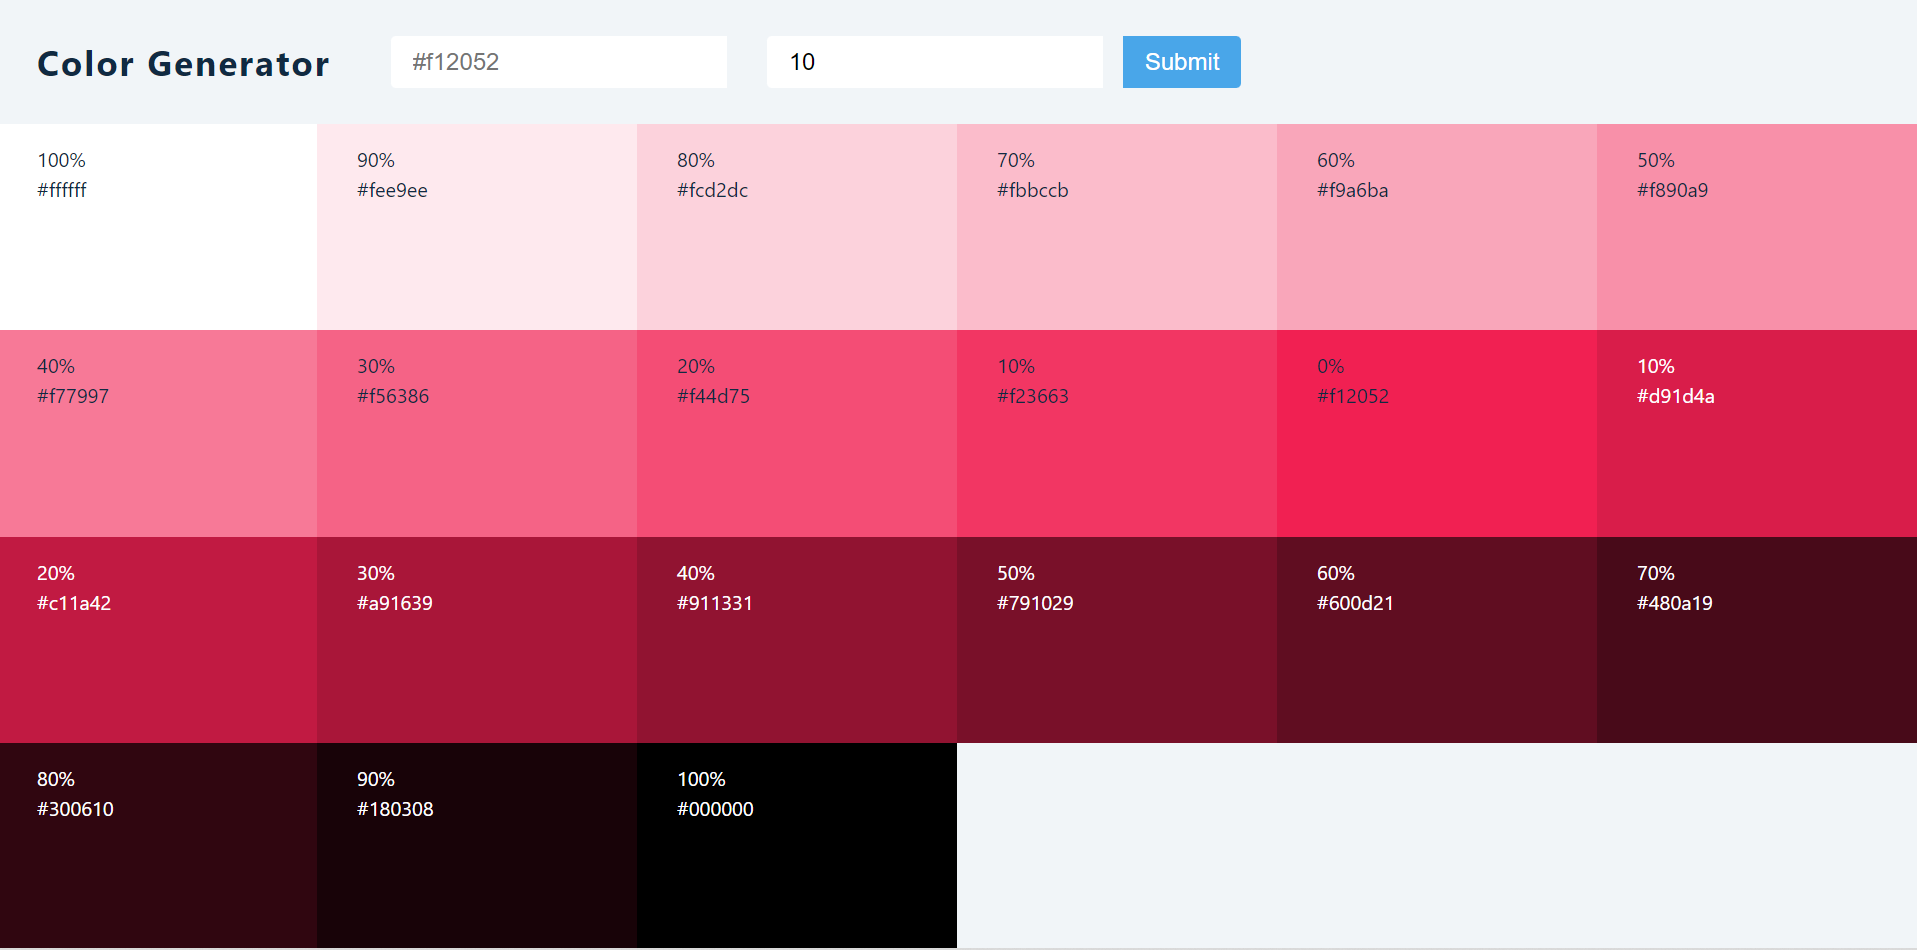 Color Generator
#f12052
10
Submit
100%
#ffffff
90%
#fee9ee
80%
#fcd2dc
70%
#fbbccb
60%
#f9a6ba
50%
#f890a9
40%
#f77997
30%
#f56386
20%
#f44d75
10%
#f23663
0%
#f12052
10%
#d91d4a
20%
#c11a42
30%
#a91639
40%
#911331
50%
#791029
60%
#600d21
70%
#480a19
80%
#300610
90%
#180308
100%
#000000